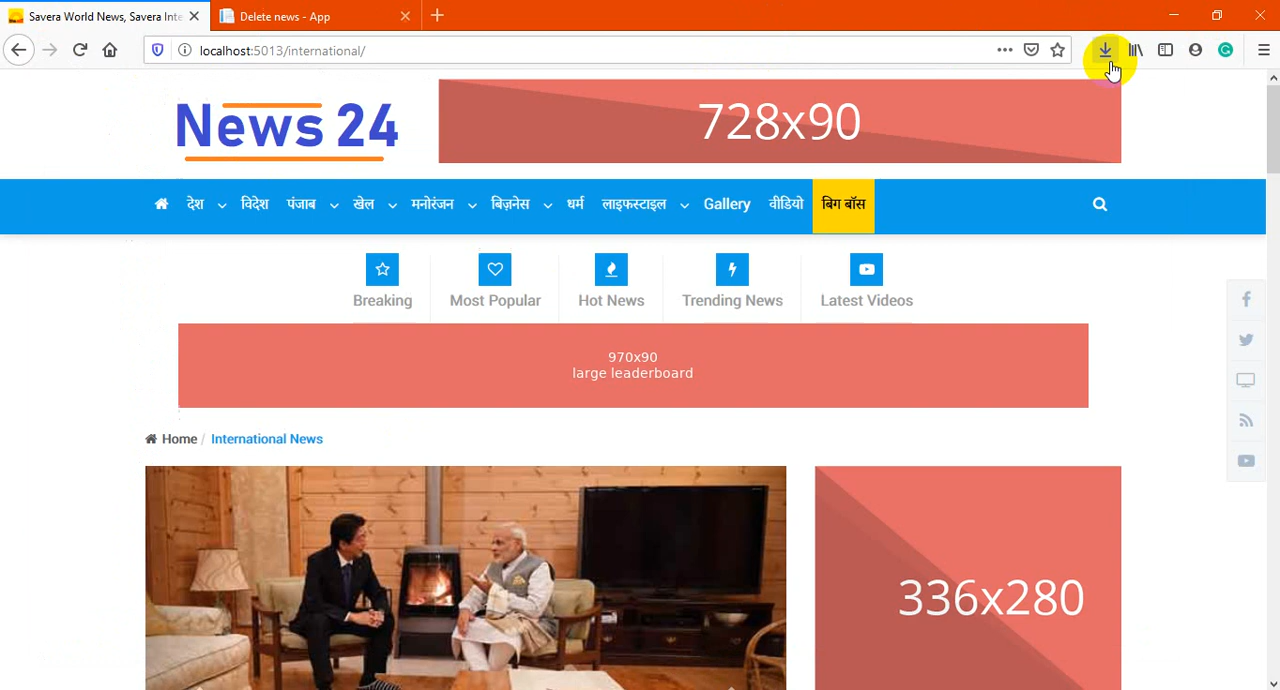 Savera World News, Savera Inte
Delete news - App
localhost:5013/international/
News 24
728x90
देश
विदेश
पंजाब
खेल
मनोरंजन
बिज़नेस
धर्म
लाइफस्टाइल
Gallery
वीडियो
बिग बॉस
Breaking
Most Popular
Hot News
Trending News
Latest Videos
970x90
large leaderboard
Home / International News
336x280